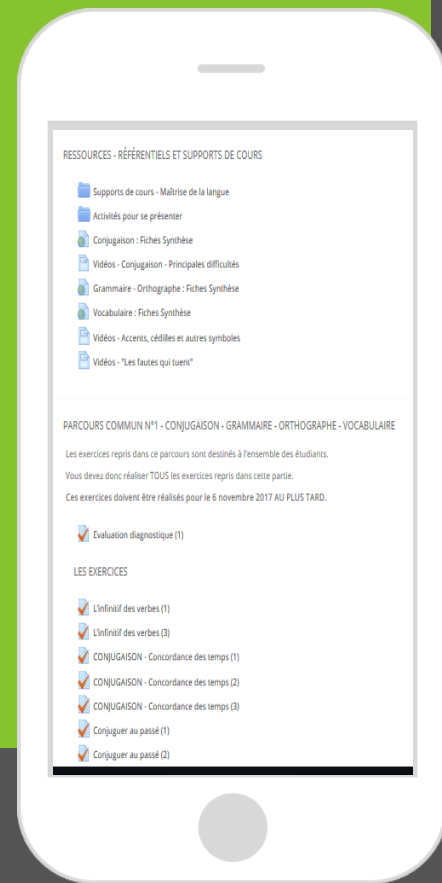 RESSOURCES - RÉFÉRENTIELS ET SUPPORTS DE COURS
Supports de cours - Maîtrise de la langue
Activités pour se présenter
Conjugaison : Fiches Synthèse
Vidéos - Conjugaison - Principales difficultés
Grammaire - Orthographe : Fiches Synthèse
Vocabulaire : Fiches Synthèse
Vidéos - Accents, cédilles et autres symboles
Vidéos - "Les fautes qui tuent"
PARCOURS COMMUN N°1 - CONJUGAISON - GRAMMAIRE - ORTHOGRAPHE - VOCABULAIRE
Les exercices repris dans ce parcours sont destinés à l'ensemble des étudiants.
Vous devez donc réaliser TOUS les exercices repris dans cette partie.
Ces exercices doivent être réalisés pour le 6 novembre 2017 AU PLUS TARD.
Evaluation diagnostique (1)
LES EXERCICES
L'infinitif des verbes (1)
L'infinitif des verbes (3)
CONJUGAISON - Concordance des temps (1)
CONJUGAISON - Concordance des temps (2)
CONJUGAISON - Concordance des temps (3)
Conjuguer au passé (1)
Conjuguer au passé (2)